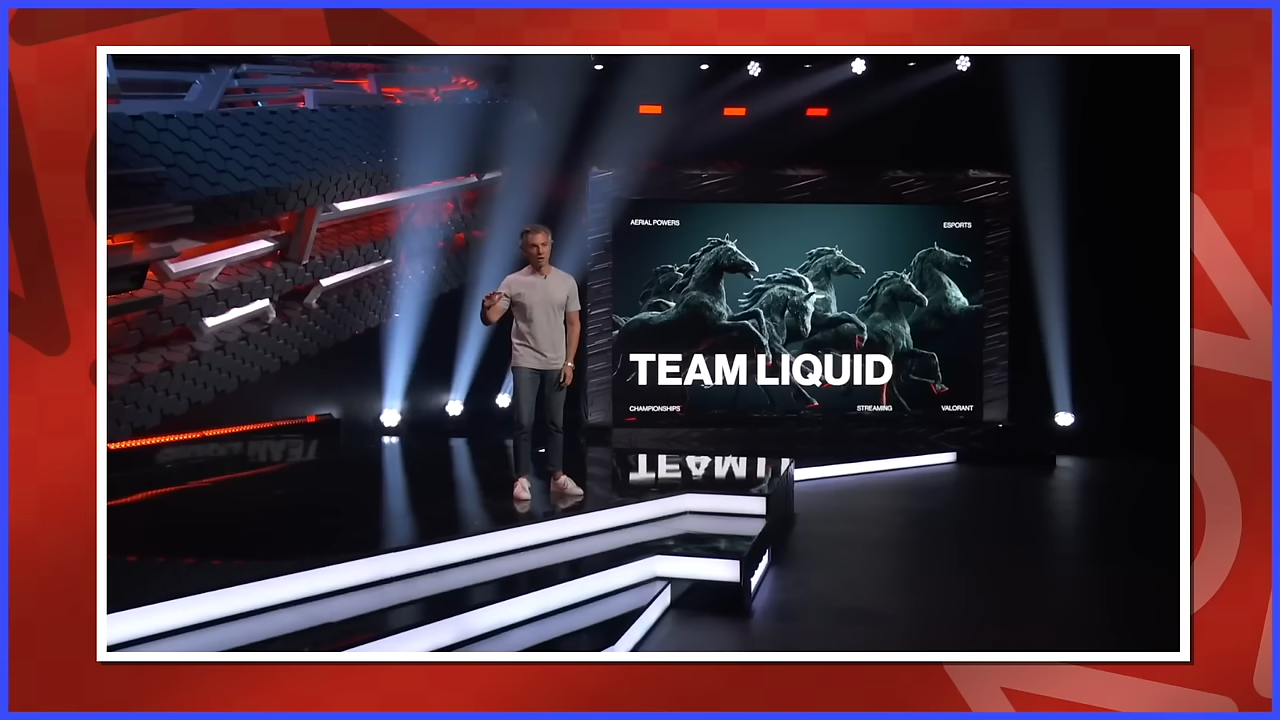 AERIAL POWERS
ESPORTS
TEAM LIQUID
CHAMPIONSHIPS
STREAMING
VALORANT